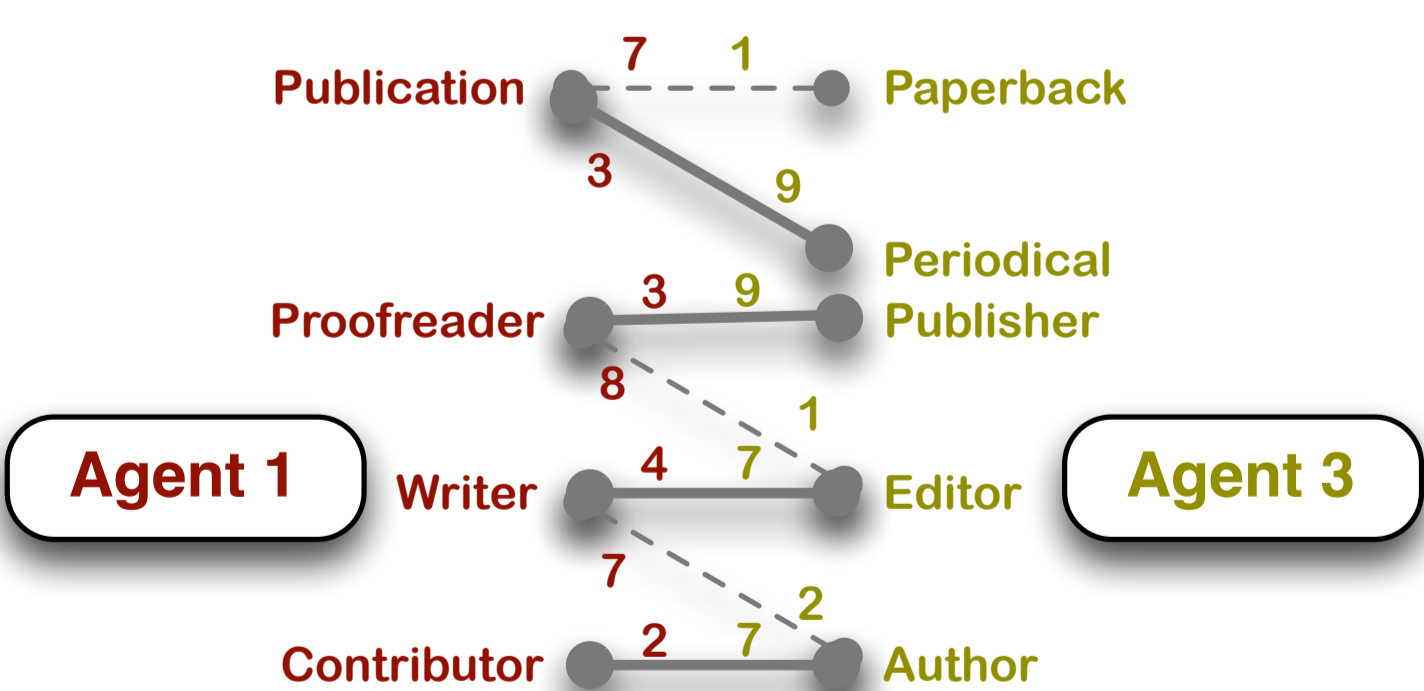 7 1
Publication Paperback
3 9
Periodical
3 9
Proofreader Publisher
8 1
4 7
Agent 1 Writer Editor Agent 3
7 2
2 7
Contributor Author